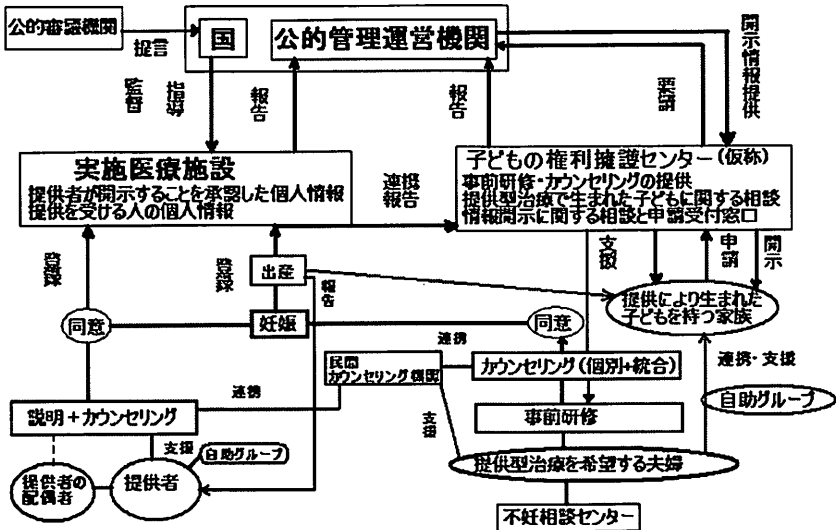 公的審議機関
提言
国
公的管理運営機関
監督
指導
報告
報告
要請
開示情報提供
実施医療施設
提供者が開示することを承認した個人情報
提供を受ける人の個人情報
連携
報告
子どもの権利擁護センター(仮称)
事前研修・カウンセリングの提供
提供型治療で生まれた子どもに関する相談
情報開示に関する相談と申請受付窓口
登録
登録
出産
報告
支援
申請
開示
提供により生まれた
子どもを持つ家族
同意
妊娠
同意
連携
民間
カウンセリング機関
カウンセリング(個別+統合)
連携・支援
連携
説明+カウンセリング
事前研修
自助グループ
支援
支援
自助グループ
提供者の
配偶者
提供者
提供型治療を希望する夫婦
不妊相談センター